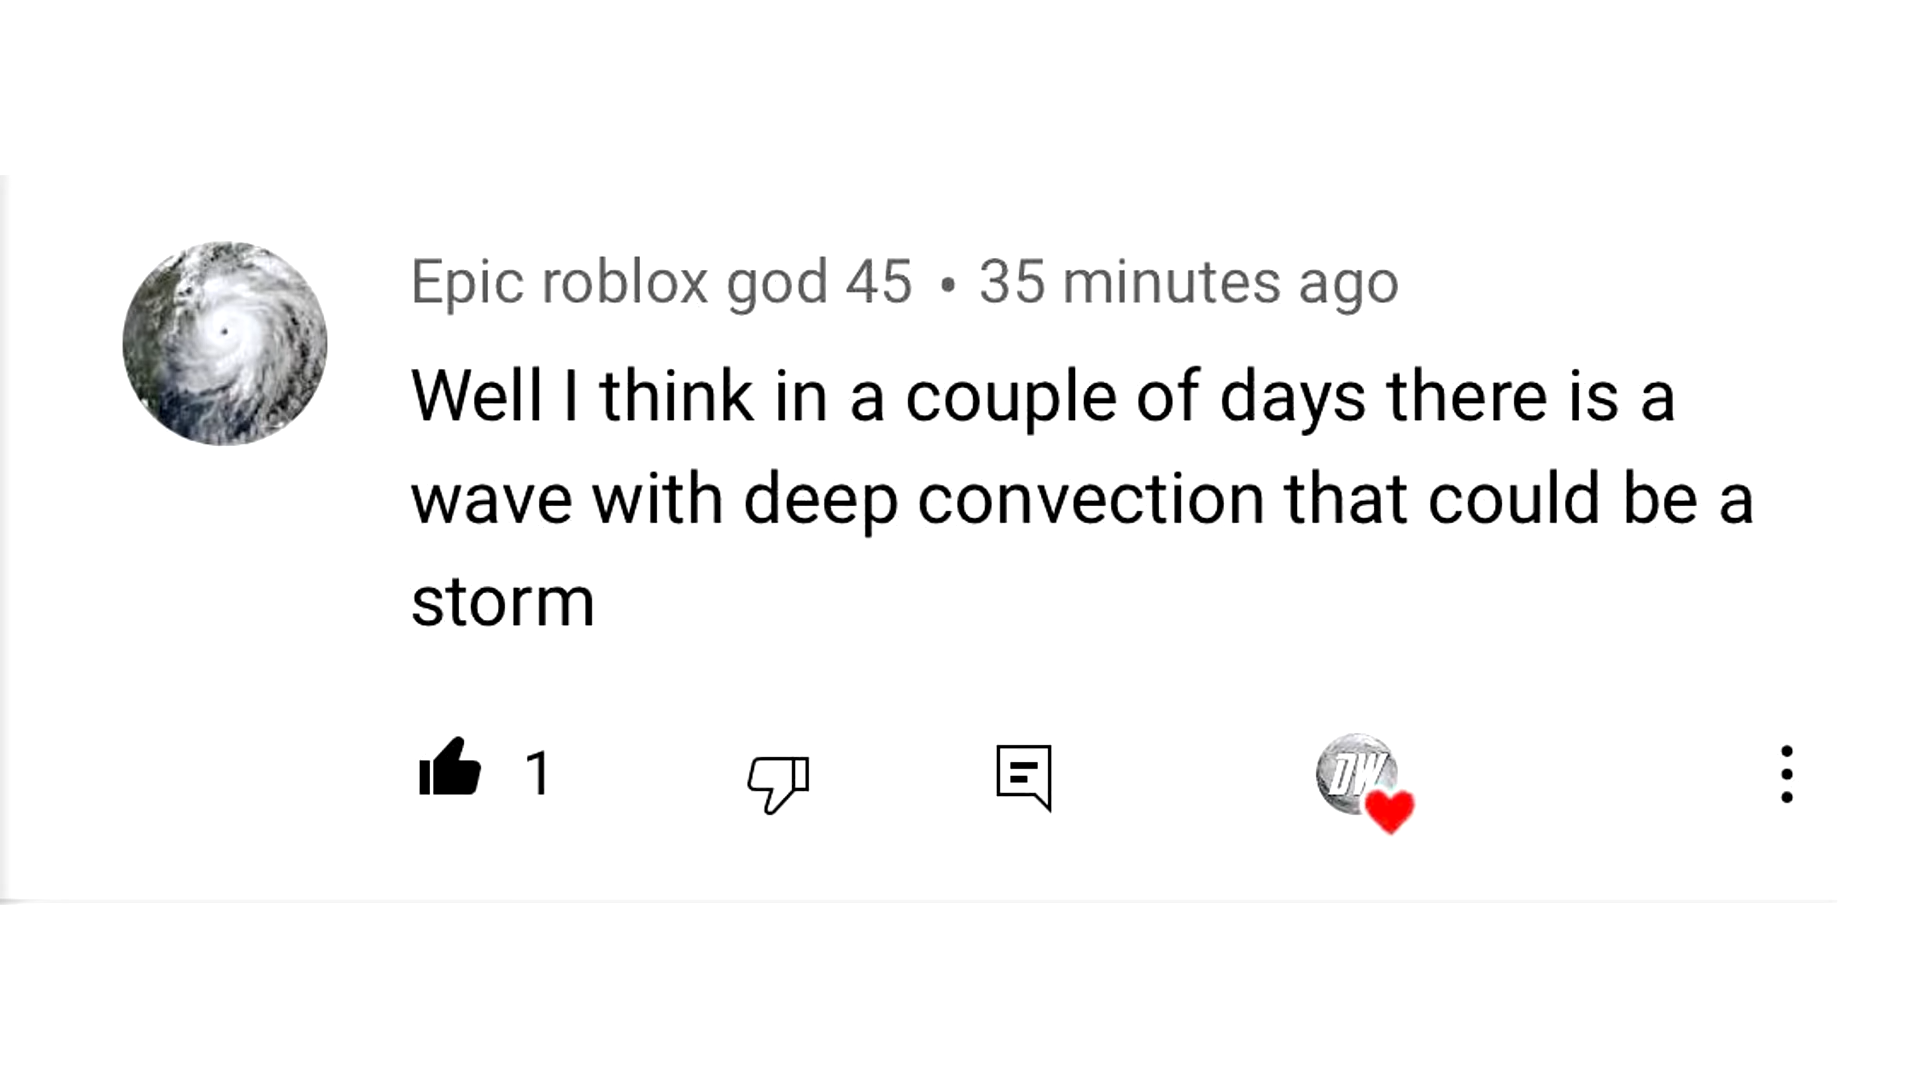 Epic roblox god 45 • 35 minutes ago
Well I think in a couple of days there is a
wave with deep convection that could be a
storm
1
DW